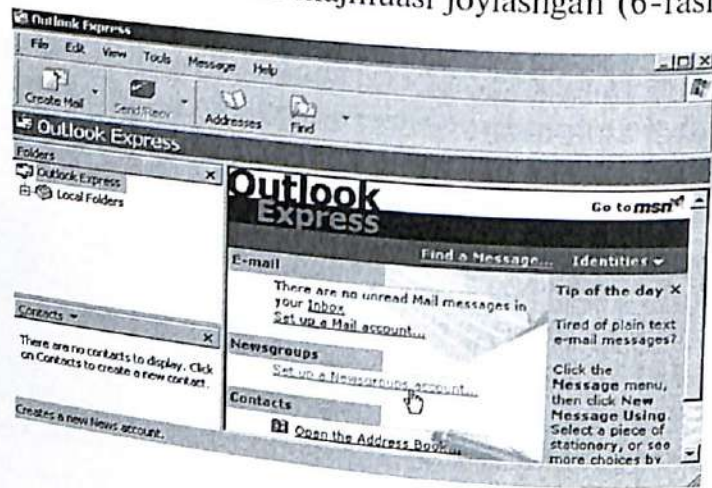 joylashgan (6-rasm
Outlook Express
File Edit View Tools Message Help
Create Mail Send/Recv Addresses Find
Outlook Express
Folders
Outlook Express
Local Folders
Contacts
There are no contacts to display. Click
on Contacts to create a new contact.
Creates a new News account.
Outlook
Express
Go to msn
Find a Message... Identities
E-mail
There are no unread Mail messages in
your Inbox
Set up a Mail account...
Newsgroups
Set up a Newsgroups account...
Contacts
Open the Address Book...
Tip of the day X
Tired of plain text
e-mail messages?
Click the
Message menu,
then click New
Message Using.
Select a piece of
stationery, or see
more choices by